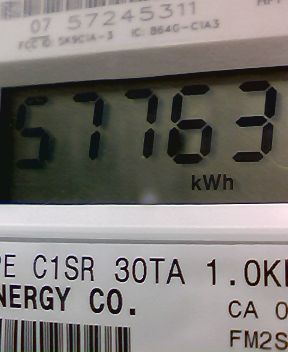 07 57245311
FCC ID: SK9C1A-3 IC: 864G-C1A3
57763
kWh
PE C1SR 30TA 1.0K
NERGY CO.
CA 0
FM2S